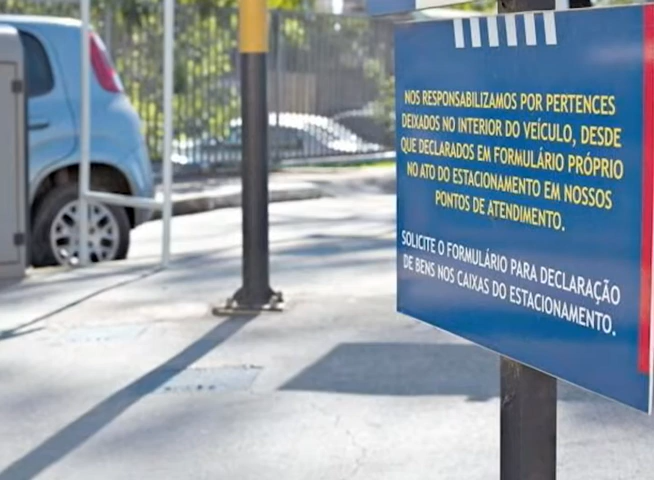 NOS RESPONSABILIZAMOS POR PERTENCES
DEIXADOS NO INTERIOR DO VEÍCULO, DESDE
QUE DECLARADOS EM FORMULÁRIO PRÓPRIO
NO ATO DO ESTACIONAMENTO EM NOSSOS
PONTOS DE ATENDIMENTO.
SOLICITE O FORMULÁRIO PARA DECLARAÇÃO
DE BENS NOS CAIXAS DO ESTACIONAMENTO.